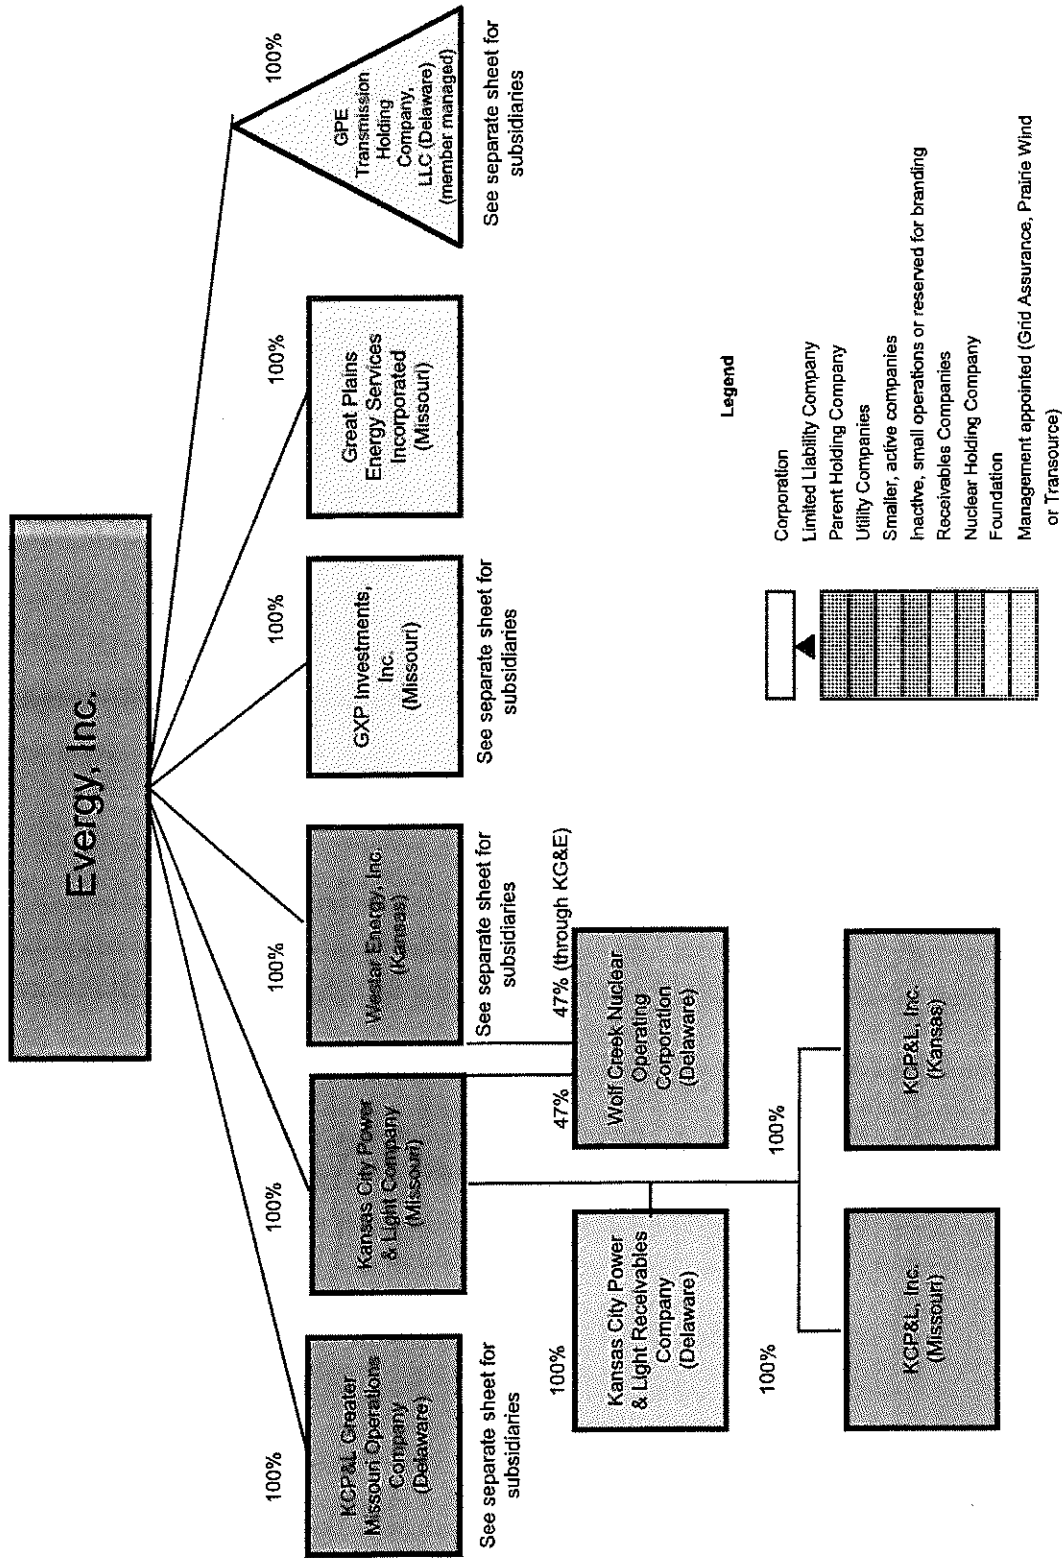 Evergy, Inc.
100%
100%
100%
100%
100%
100%
KCP&L Greater
Missouri Operations
Company
(Delaware)
See separate sheet for
subsidiaries
Kansas City Power
& Light Company
(Missouri)
Westar Energy, Inc.
(Kansas)
See separate sheet for
subsidiaries
GXP Investments,
Inc.
(Missouri)
See separate sheet for
subsidiaries
Great Plains
Energy Services
Incorporated
(Missouri)
GPE
Transmission
Holding
Company,
LLC (Delaware)
(member managed)
See separate sheet for
subsidiaries
100%
47%
47% (through KG&E)
Kansas City Power
& Light Receivables
Company
(Delaware)
Wolf Creek Nuclear
Operating
Corporation
(Delaware)
100%
100%
KCP&L, Inc.
(Missouri)
KCP&L, Inc.
(Kansas)
Legend
Corporation
Limited Liability Company
Parent Holding Company
Utility Companies
Smaller, active companies
Inactive, small operations or reserved for branding
Receivables Companies
Nuclear Holding Company
Foundation
Management appointed (Grid Assurance, Prairie Wind
or Transource)